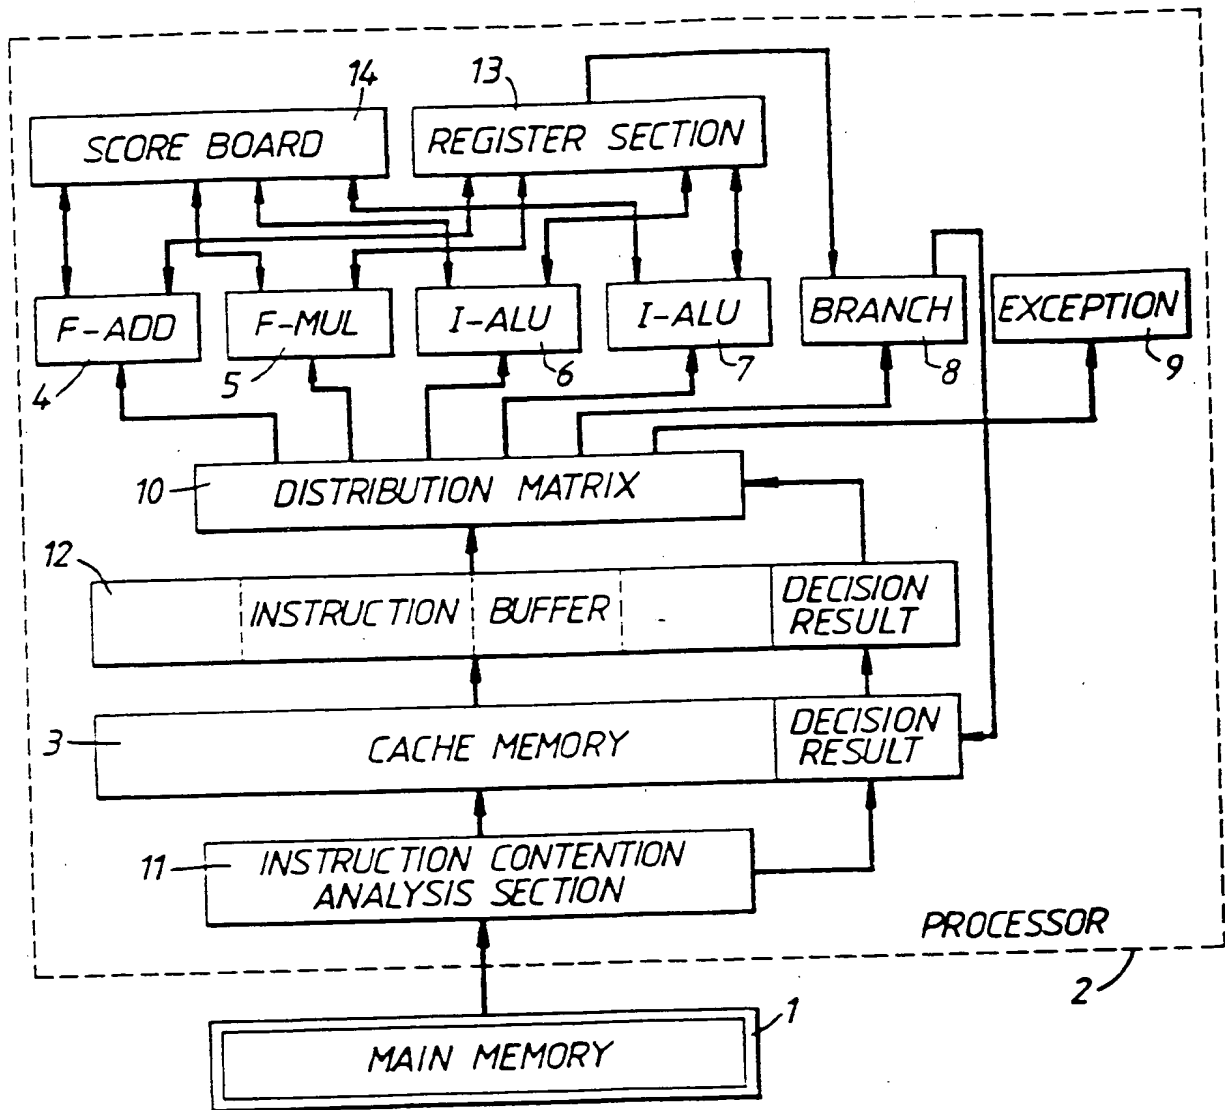 14
13
SCORE BOARD
REGISTER SECTION
F-ADD
F-MUL
I-ALU
I-ALU
BRANCH
EXCEPTION
4
5
6
7
8
9
10
DISTRIBUTION MATRIX
12
INSTRUCTION BUFFER
DECISION
RESULT
3
CACHE MEMORY
DECISION
RESULT
11
INSTRUCTION CONTENTION
ANALYSIS SECTION
PROCESSOR
2
1
MAIN MEMORY